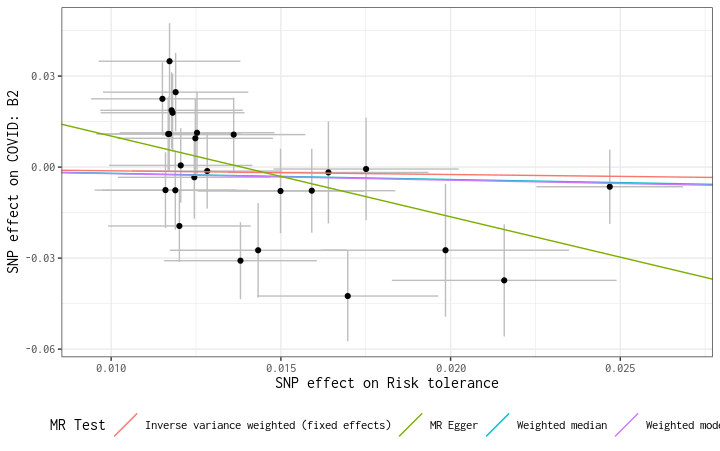 SNP effect on COVID: B2
0.03
0.00
-0.03
-0.06
0.010
0.015
0.020
0.025
SNP effect on Risk tolerance
MR Test
Inverse variance weighted (fixed effects)
MR Egger
Weighted median
Weighted mode